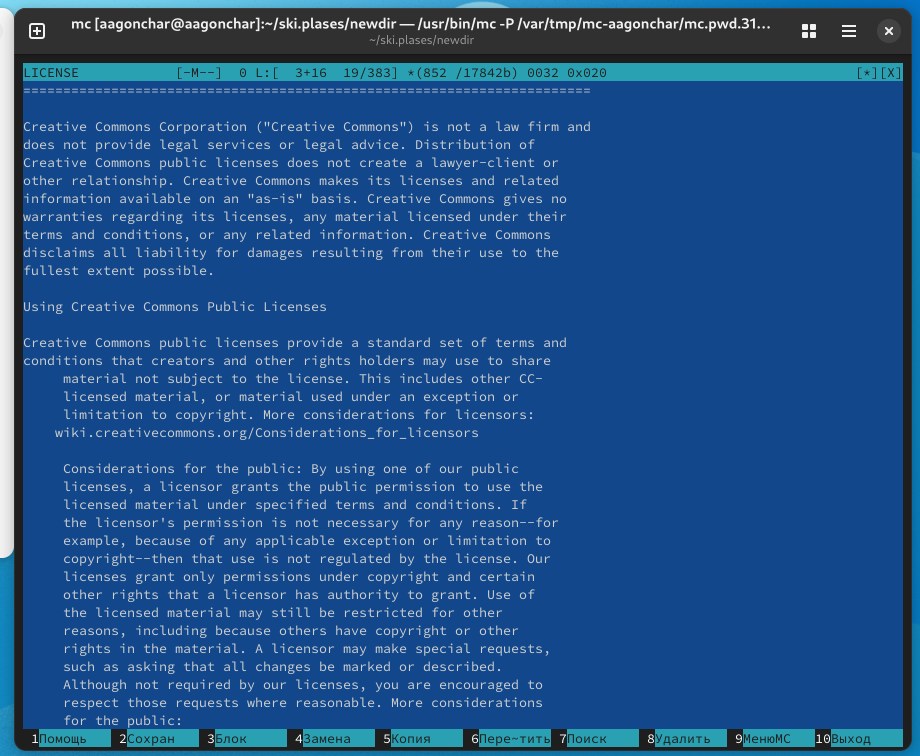 mc [aagonchar@aagonchar]:~/ski.plases/newdir — /usr/bin/mc -P /var/tmp/mc-aagonchar/mc.pwd.31…
~/ski.plases/newdir
LICENSE [-M--] 0 L:[ 3+16 19/383] *(852 /17842b) 0032 0x020 [*][X]
=======================================================================
Creative Commons Corporation ("Creative Commons") is not a law firm and
does not provide legal services or legal advice. Distribution of
Creative Commons public licenses does not create a lawyer-client or
other relationship. Creative Commons makes its licenses and related
information available on an "as-is" basis. Creative Commons gives no
warranties regarding its licenses, any material licensed under their
terms and conditions, or any related information. Creative Commons
disclaims all liability for damages resulting from their use to the
fullest extent possible.
Using Creative Commons Public Licenses
Creative Commons public licenses provide a standard set of terms and
conditions that creators and other rights holders may use to share
material not subject to the license. This includes other CC-
licensed material, or material used under an exception or
limitation to copyright. More considerations for licensors:
wiki.creativecommons.org/Considerations_for_licensors
Considerations for the public: By using one of our public
licenses, a licensor grants the public permission to use the
licensed material under specified terms and conditions. If
the licensor's permission is not necessary for any reason--for
example, because of any applicable exception or limitation to
copyright--then that use is not regulated by the license. Our
licenses grant only permissions under copyright and certain
other rights that a licensor has authority to grant. Use of
the licensed material may still be restricted for other
reasons, including because others have copyright or other
rights in the material. A licensor may make special requests,
such as asking that all changes be marked or described.
Although not required by our licenses, you are encouraged to
respect those requests where reasonable. More considerations
for the public:
1Помощь 2Сохран 3Блок 4Замена 5Копия 6Пере~тить 7Поиск 8Удалить 9МенюМС 10Выход